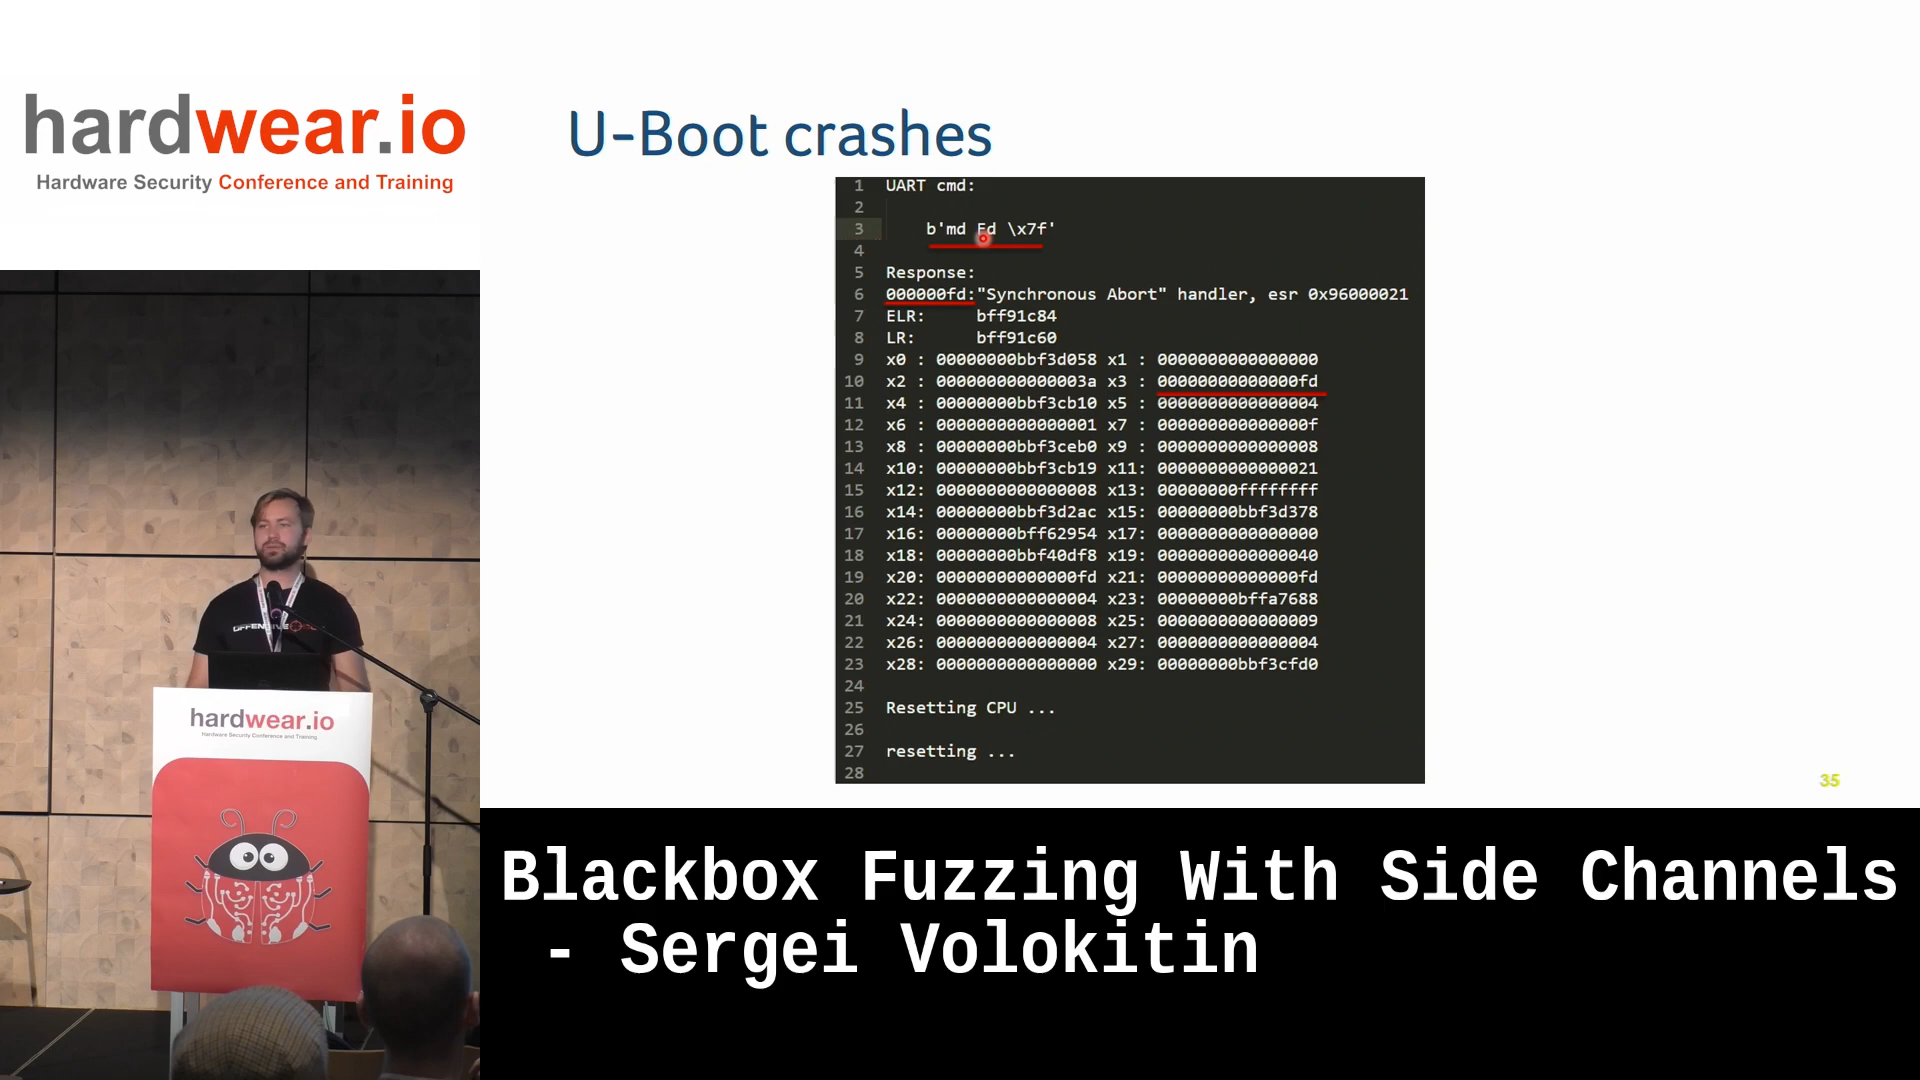 hardwear.io
Hardware Security Conference and Training
U-Boot crashes
1 UART cmd:
2
3 b'md Fd \x7f'
4
5 Response:
6 000000fd:"Synchronous Abort" handler, esr 0x96000021
7 ELR: bff91c84
8 LR: bff91c60
9 x0 : 00000000bbf3d058 x1 : 0000000000000000
10 x2 : 000000000000003a x3 : 00000000000000fd
11 x4 : 00000000bbf3cb10 x5 : 0000000000000004
12 x6 : 0000000000000001 x7 : 000000000000000f
13 x8 : 00000000bbf3ceb0 x9 : 0000000000000008
14 x10: 00000000bbf3cb19 x11: 0000000000000021
15 x12: 0000000000000008 x13: 00000000ffffffff
16 x14: 00000000bbf3d2ac x15: 00000000bbf3d378
17 x16: 00000000bff62954 x17: 0000000000000000
18 x18: 00000000bbf40df8 x19: 0000000000000040
19 x20: 00000000000000fd x21: 00000000000000fd
20 x22: 0000000000000004 x23: 00000000bffa7688
21 x24: 0000000000000008 x25: 0000000000000009
22 x26: 0000000000000004 x27: 0000000000000004
23 x28: 0000000000000000 x29: 00000000bbf3cfd0
24
25 Resetting CPU ...
26
27 resetting ...
28
35
hardwear.io
Hardware Security Conference and Training
Blackbox Fuzzing With Side Channels
- Sergei Volokitin